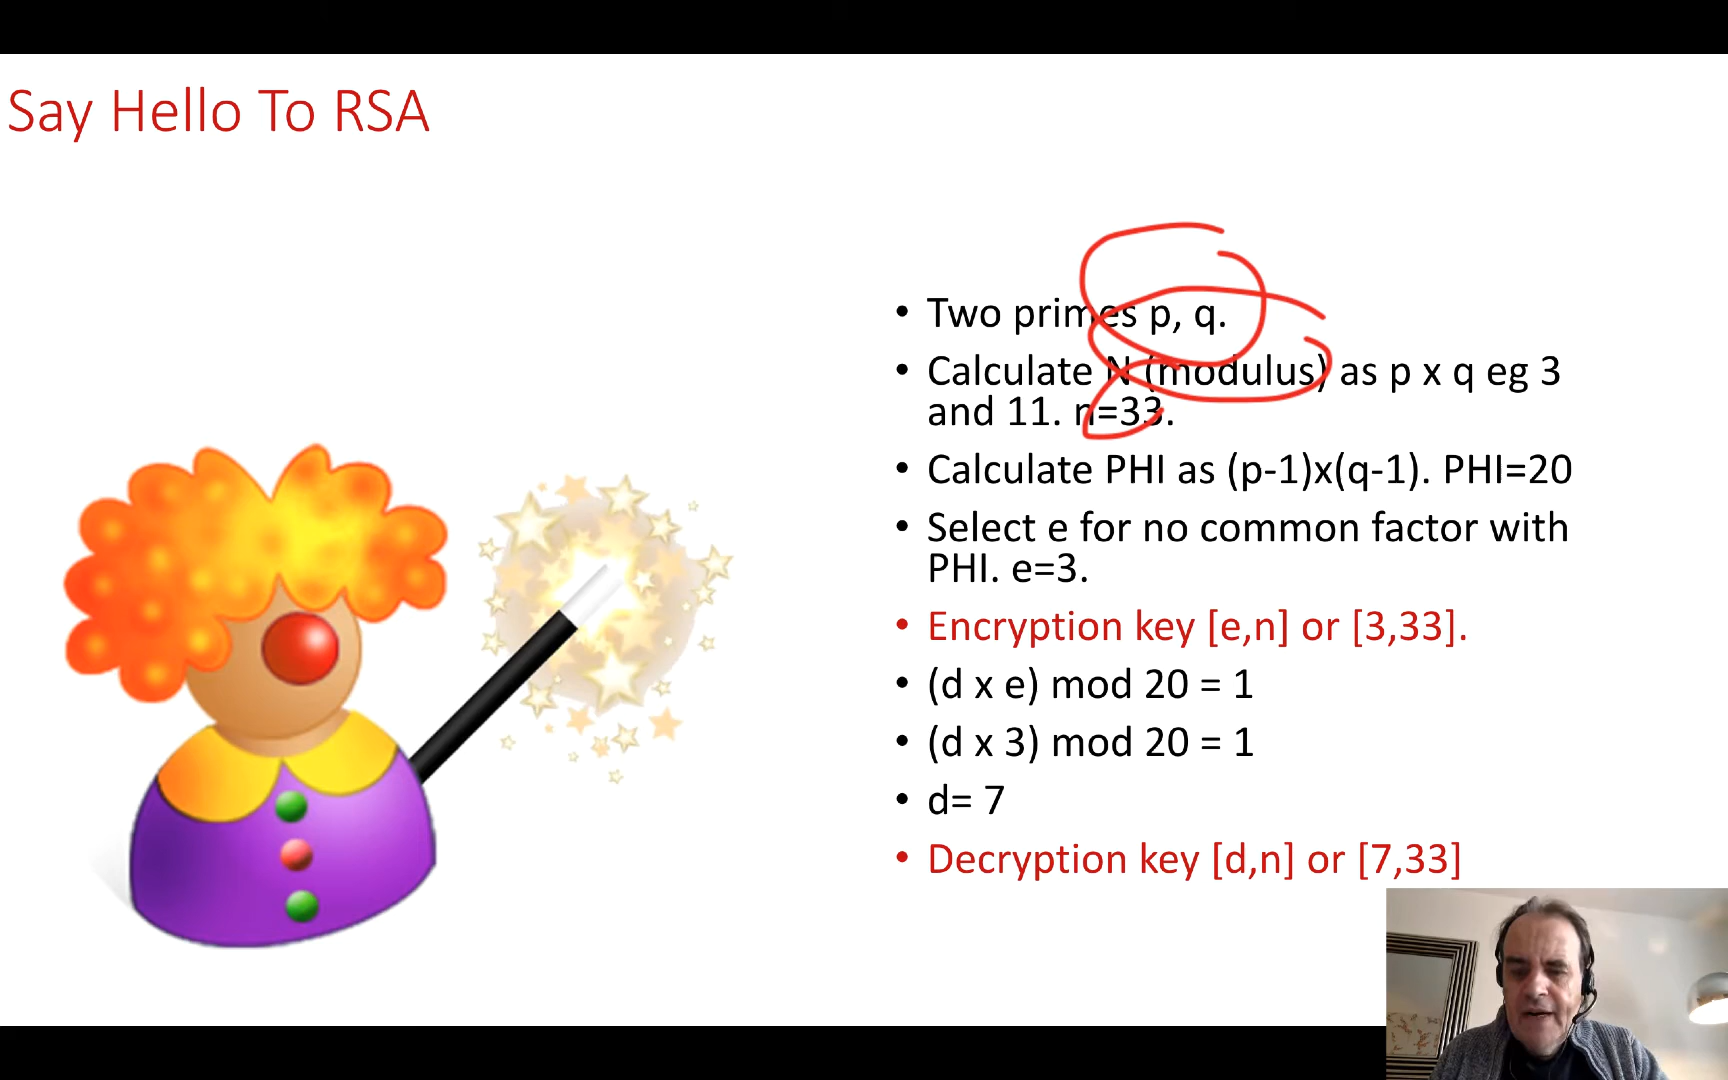 Say Hello To RSA
• Two primes p, q.
• Calculate N (modulus) as p x q eg 3
and 11. n=33.
• Calculate PHI as (p-1)x(q-1). PHI=20
• Select e for no common factor with
PHI. e=3.
• Encryption key [e,n] or [3,33].
• (d x e) mod 20 = 1
• (d x 3) mod 20 = 1
• d= 7
• Decryption key [d,n] or [7,33]